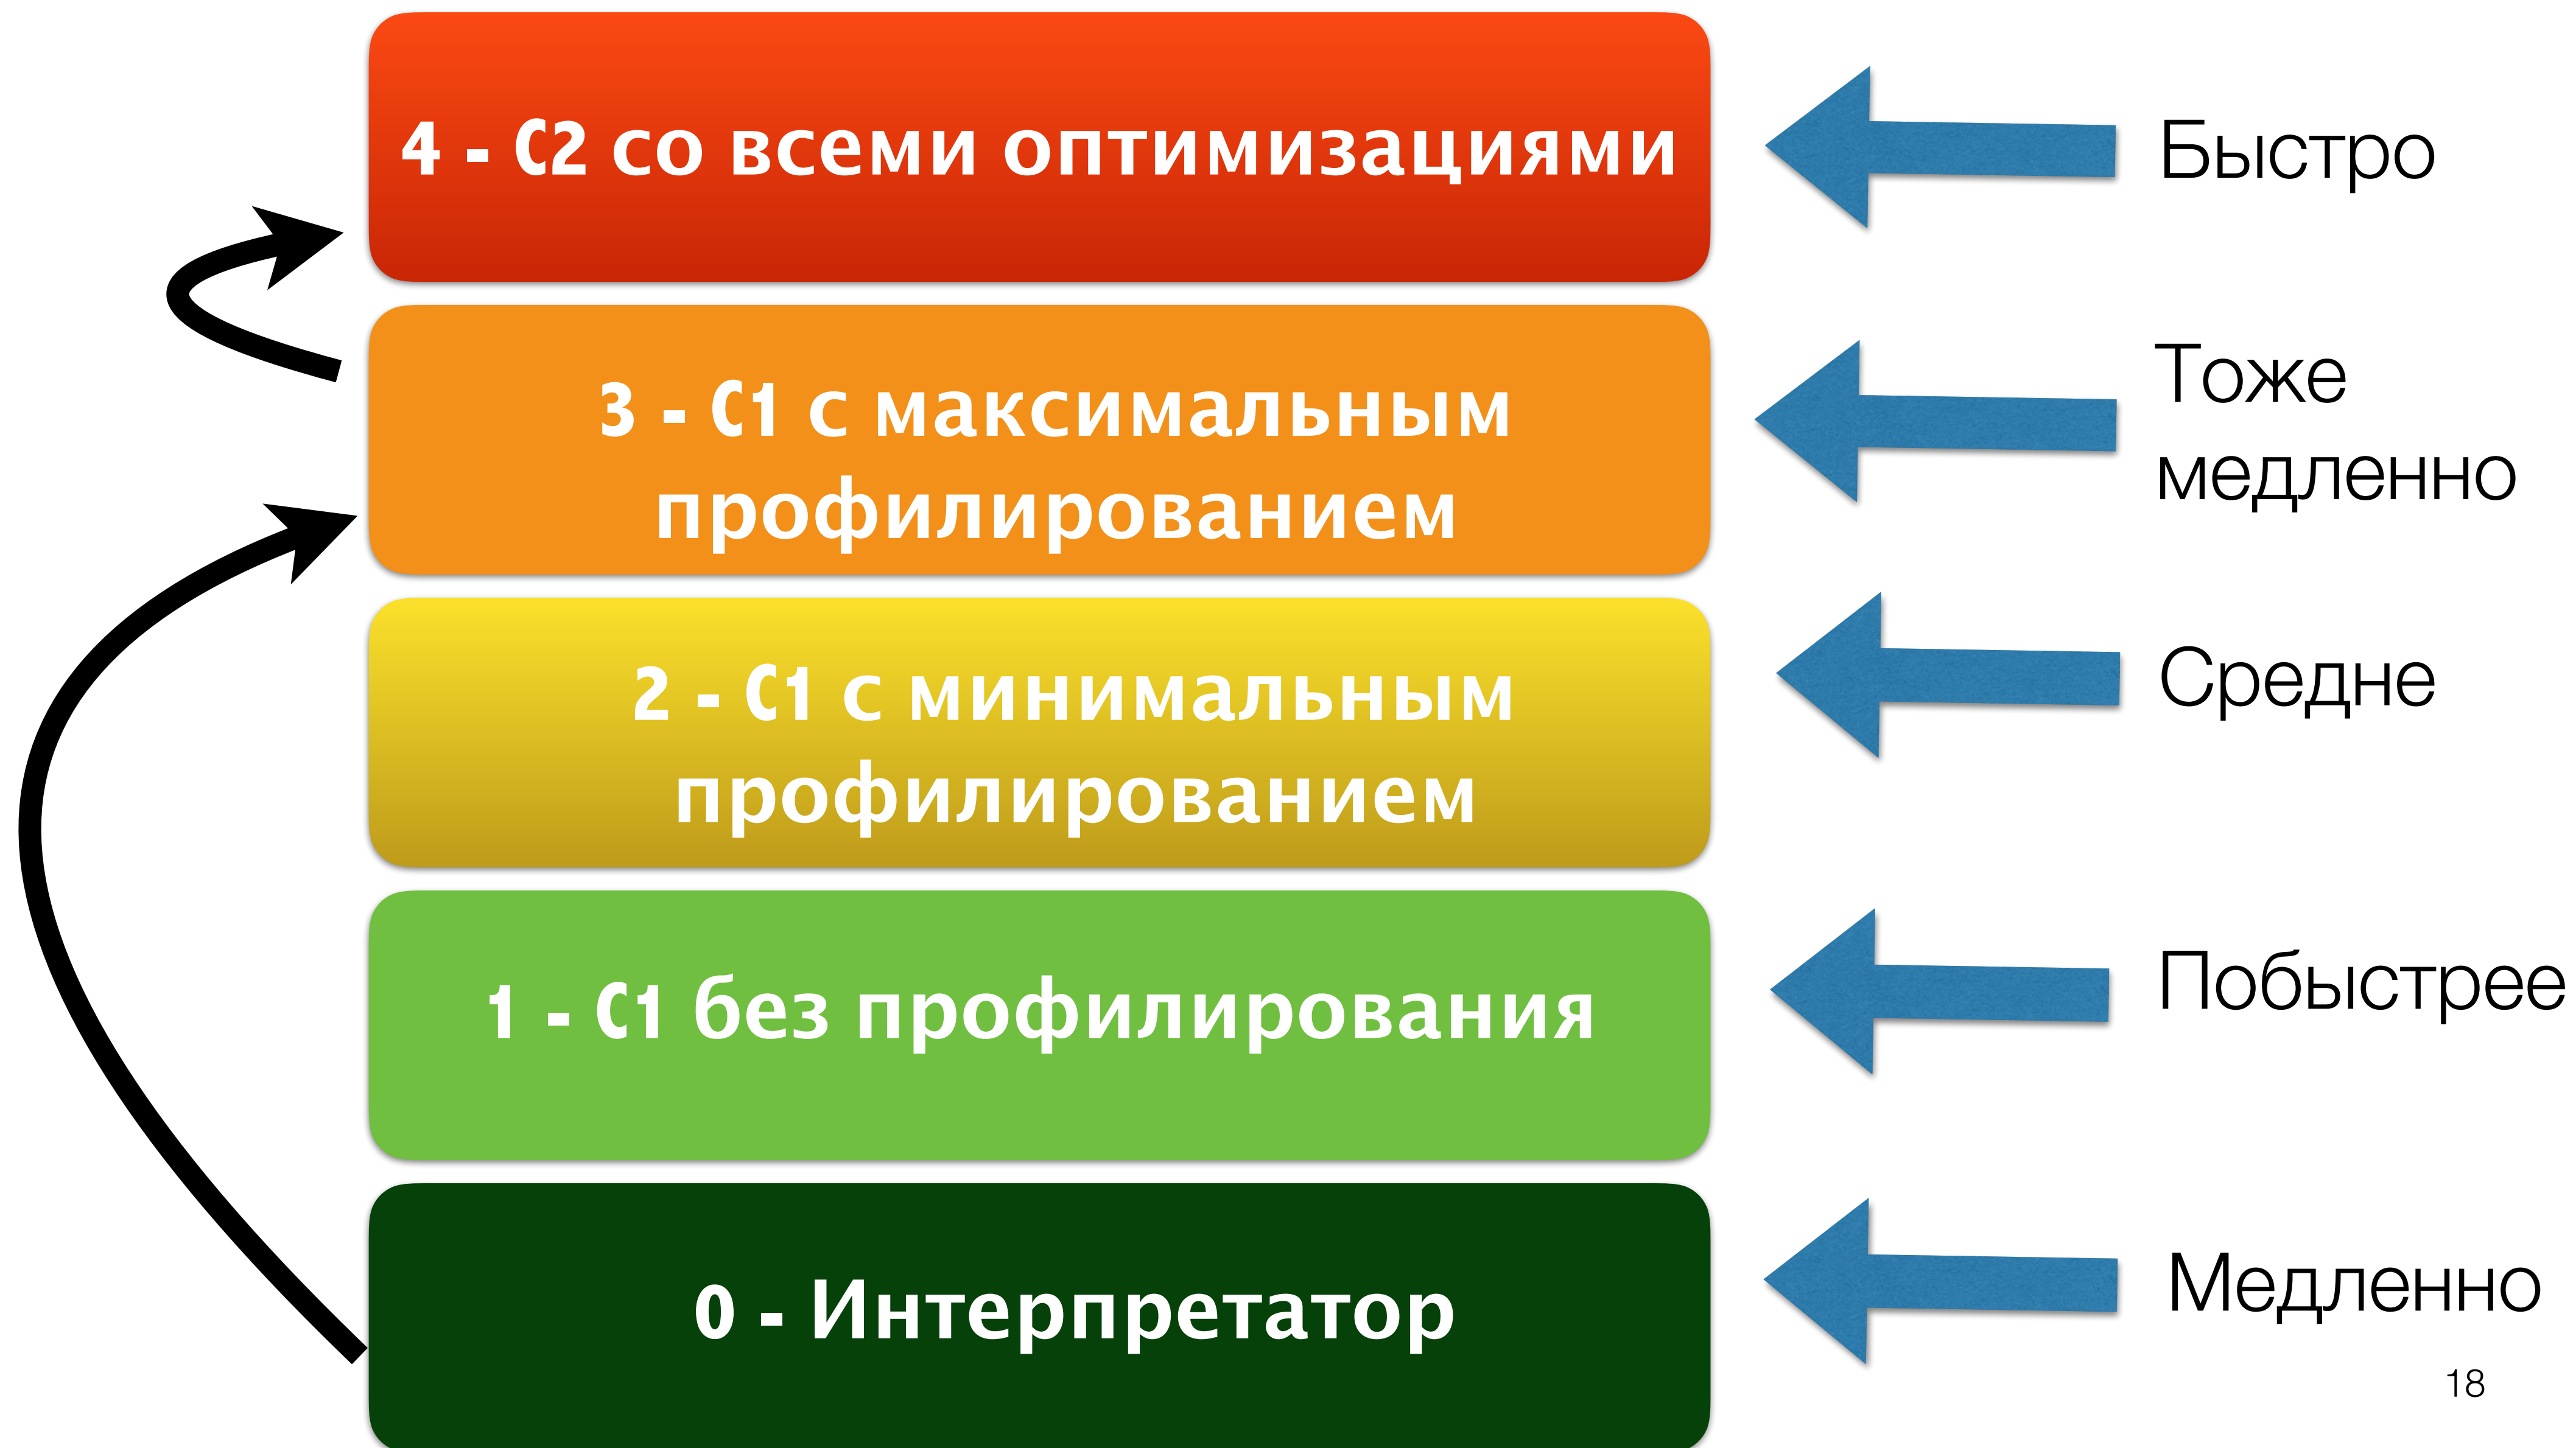 4 - C2 со всеми оптимизациями
Быстро
3 - C1 с максимальным
профилированием
Тоже
медленно
2 - C1 с минимальным
профилированием
Средне
1 - C1 без профилирования
Побыстрее
0 - Интерпретатор
Медленно
18